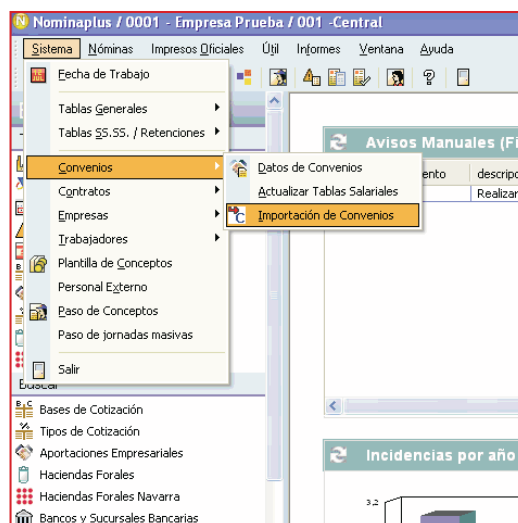 Nominaplus / 0001 - Empresa Prueba / 001 -Central
Sistema Nóminas Impresos Oficiales Útil Informes Ventana Ayuda
Fecha de Trabajo
Tablas Generales
Tablas SS.SS. / Retenciones
Convenios
Contratos
Empresas
Trabajadores
Plantilla de Conceptos
Personal Externo
Paso de Conceptos
Paso de jornadas masivas
Salir
Datos de Convenios
Actualizar Tablas Salariales
Importación de Convenios
Avisos Manuales (Fi
ento descripc
Realizar
Buscar
Bases de Cotización
Tipos de Cotización
Aportaciones Empresariales
Haciendas Forales
Haciendas Forales Navarra
Bancos y Sucursales Bancarias
Incidencias por año
3,2